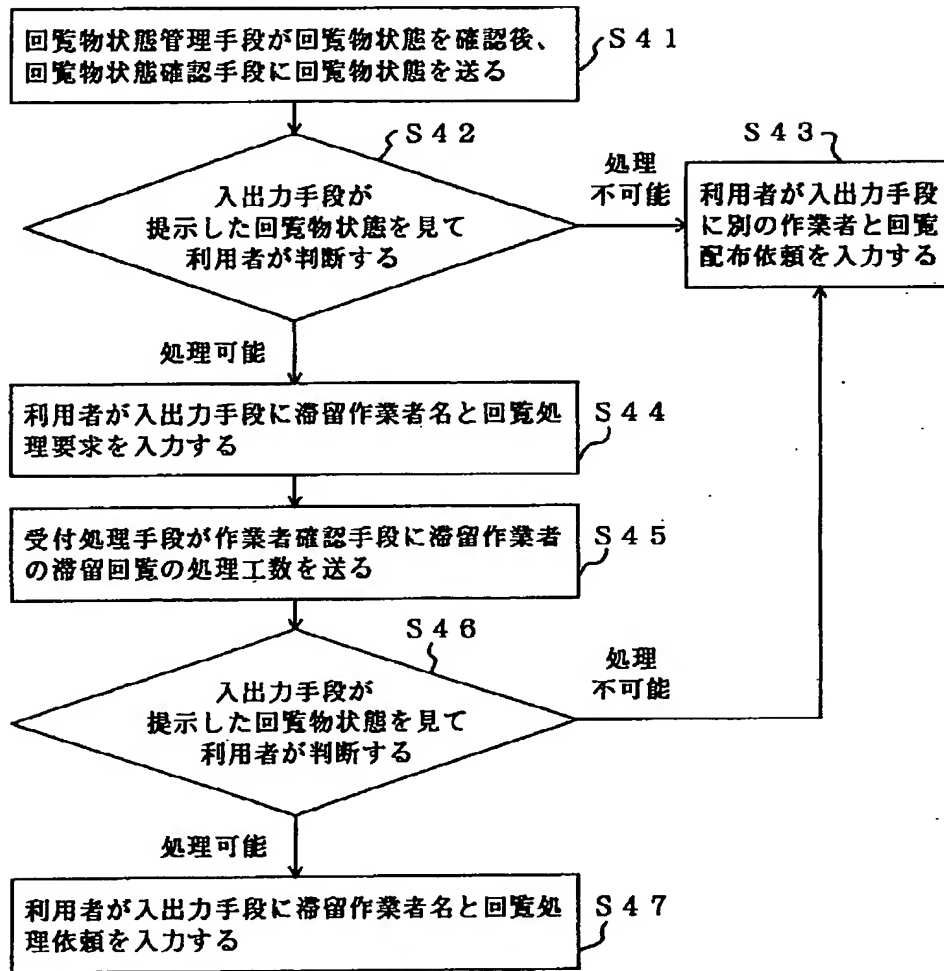 回覧物状態管理手段が回覧物状態を確認後、
回覧物状態確認手段に回覧物状態を送る
S41
S42
入出力手段が
提示した回覧物状態を見て
利用者が判断する
処理
不可能
S43
利用者が入出力手段
に別の作業者と回覧
配布依頼を入力する
処理可能
利用者が入出力手段に滞留作業者名と回覧処
理要求を入力する
S44
受付処理手段が作業者確認手段に滞留作業者
の滞留回覧の処理工数を送る
S45
S46
入出力手段が
提示した回覧物状態を見て
利用者が判断する
処理
不可能
処理可能
利用者が入出力手段に滞留作業者名と回覧処
理依頼を入力する
S47